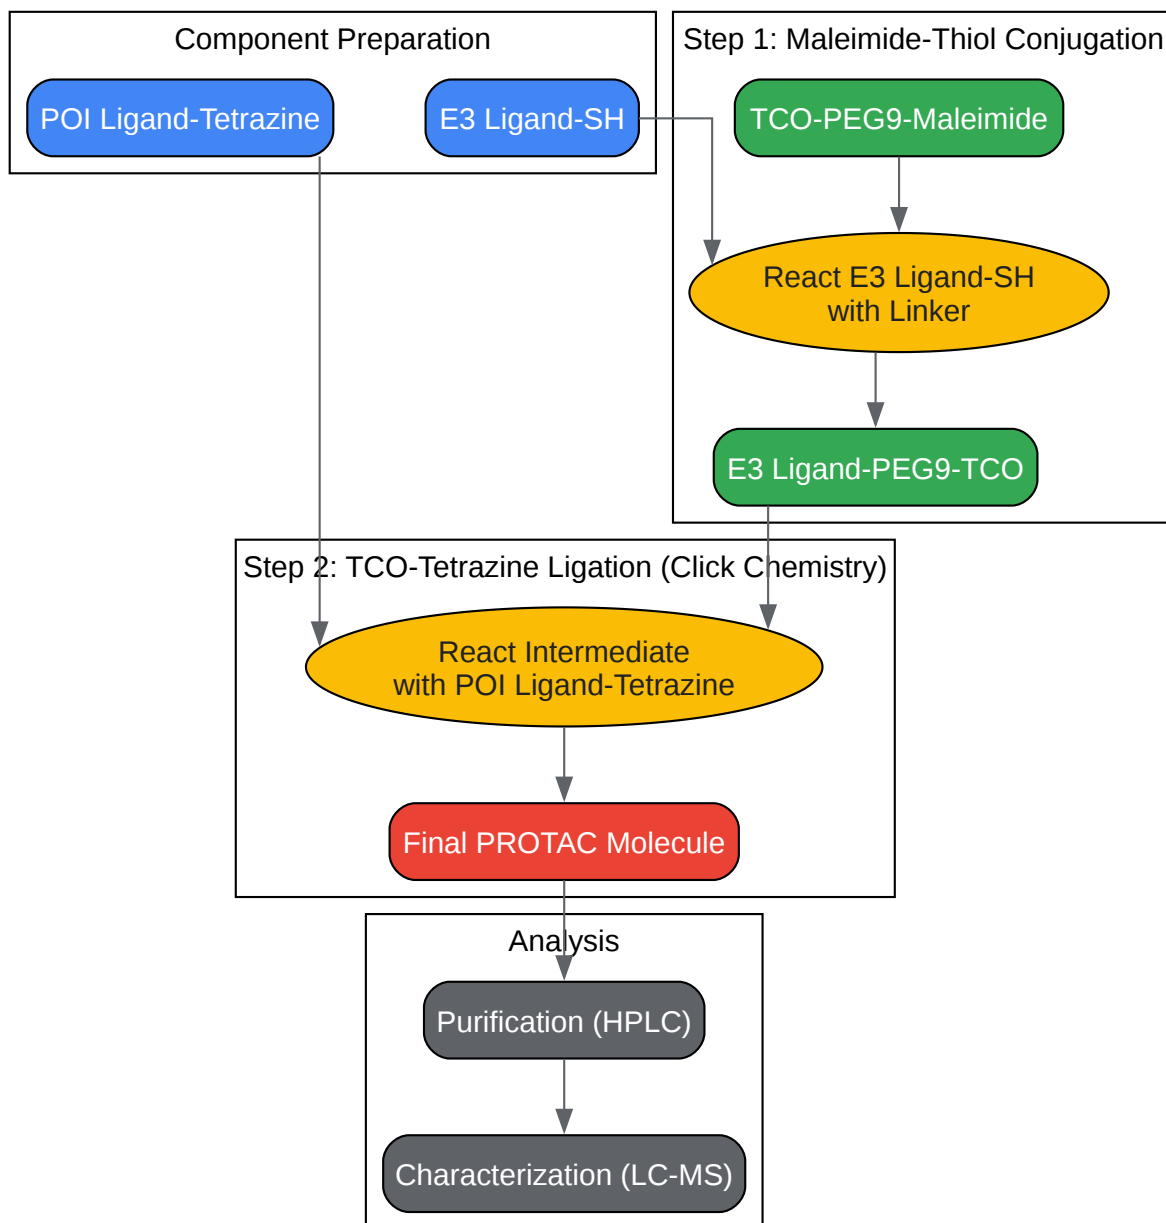 Component Preparation
POI Ligand-Tetrazine
E3 Ligand-SH
Step 1: Maleimide-Thiol Conjugation
TCO-PEG9-Maleimide
React E3 Ligand-SH
with Linker
E3 Ligand-PEG9-TCO
Step 2: TCO-Tetrazine Ligation (Click Chemistry)
React Intermediate
with POI Ligand-Tetrazine
Final PROTAC Molecule
Analysis
Purification (HPLC)
Characterization (LC-MS)